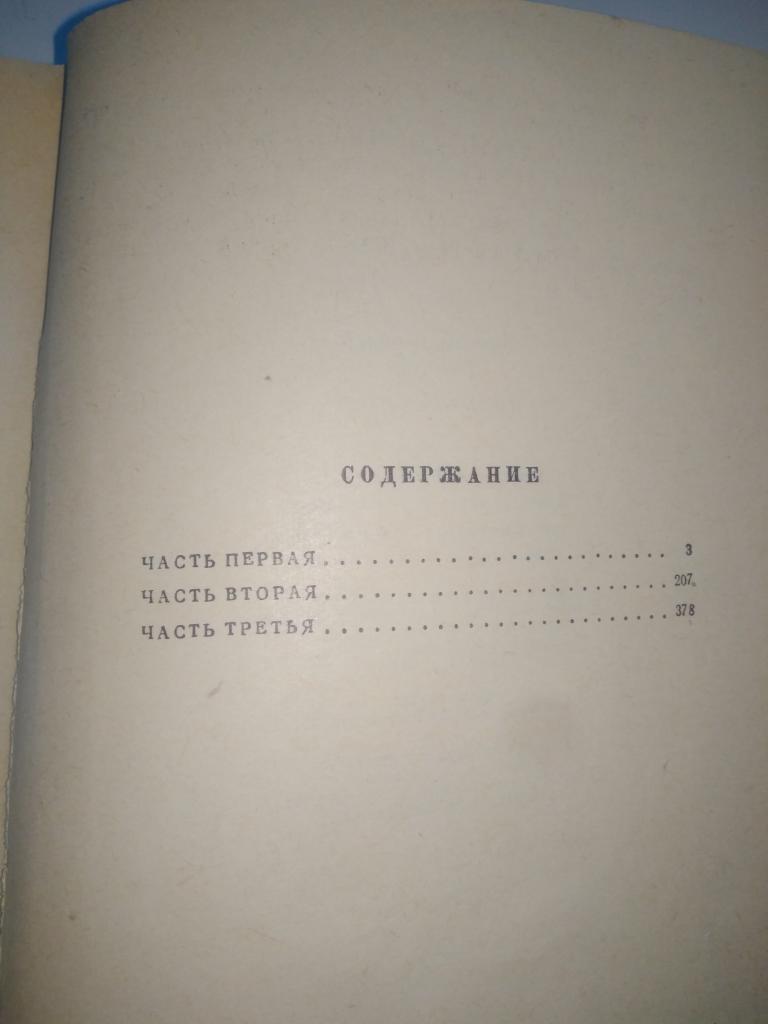 СОДЕРЖАНИЕ
ЧАСТЬ ПЕРВАЯ . . . . . . . . . . . . . . . . . . . . . . . . . . 3
ЧАСТЬ ВТОРАЯ . . . . . . . . . . . . . . . . . . . . . . . . . . 207
ЧАСТЬ ТРЕТЬЯ . . . . . . . . . . . . . . . . . . . . . . . . . . 378